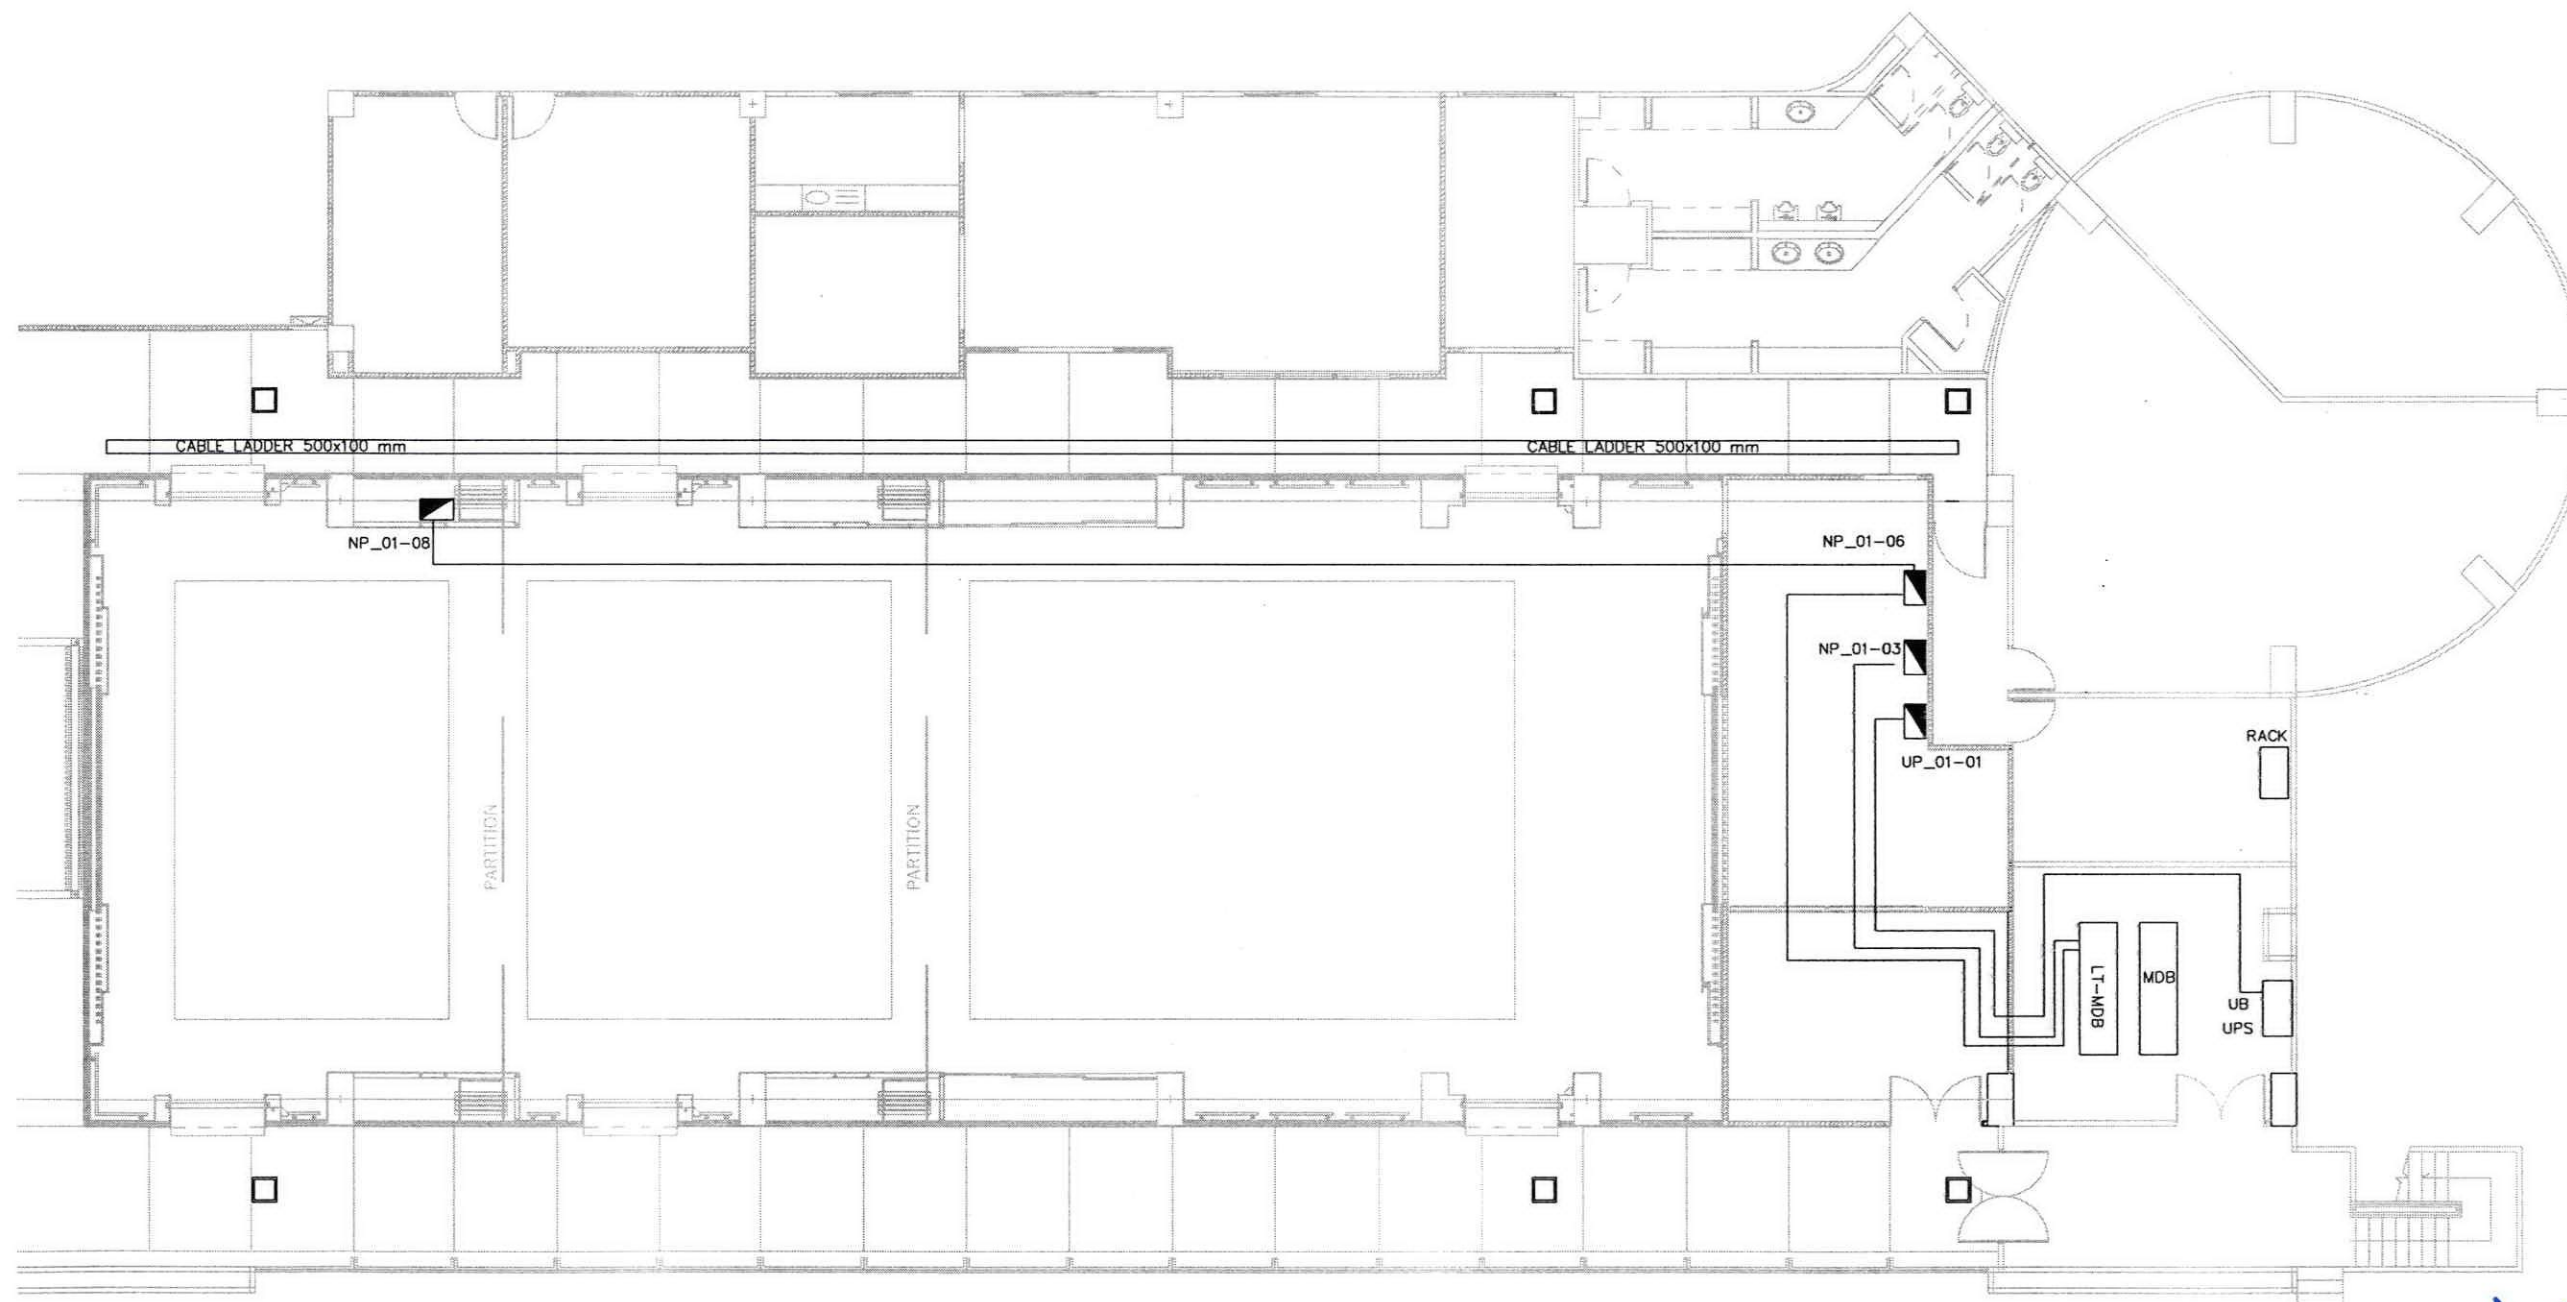 CABLE LADDER 500x100 mm
CABLE LADDER 500x100 mm
NP_01-08
NP_01-06
NP_01-03
UP_01-01
RACK
PARTITION
PARTITION
LT-MDB
MDB
UB
UPS